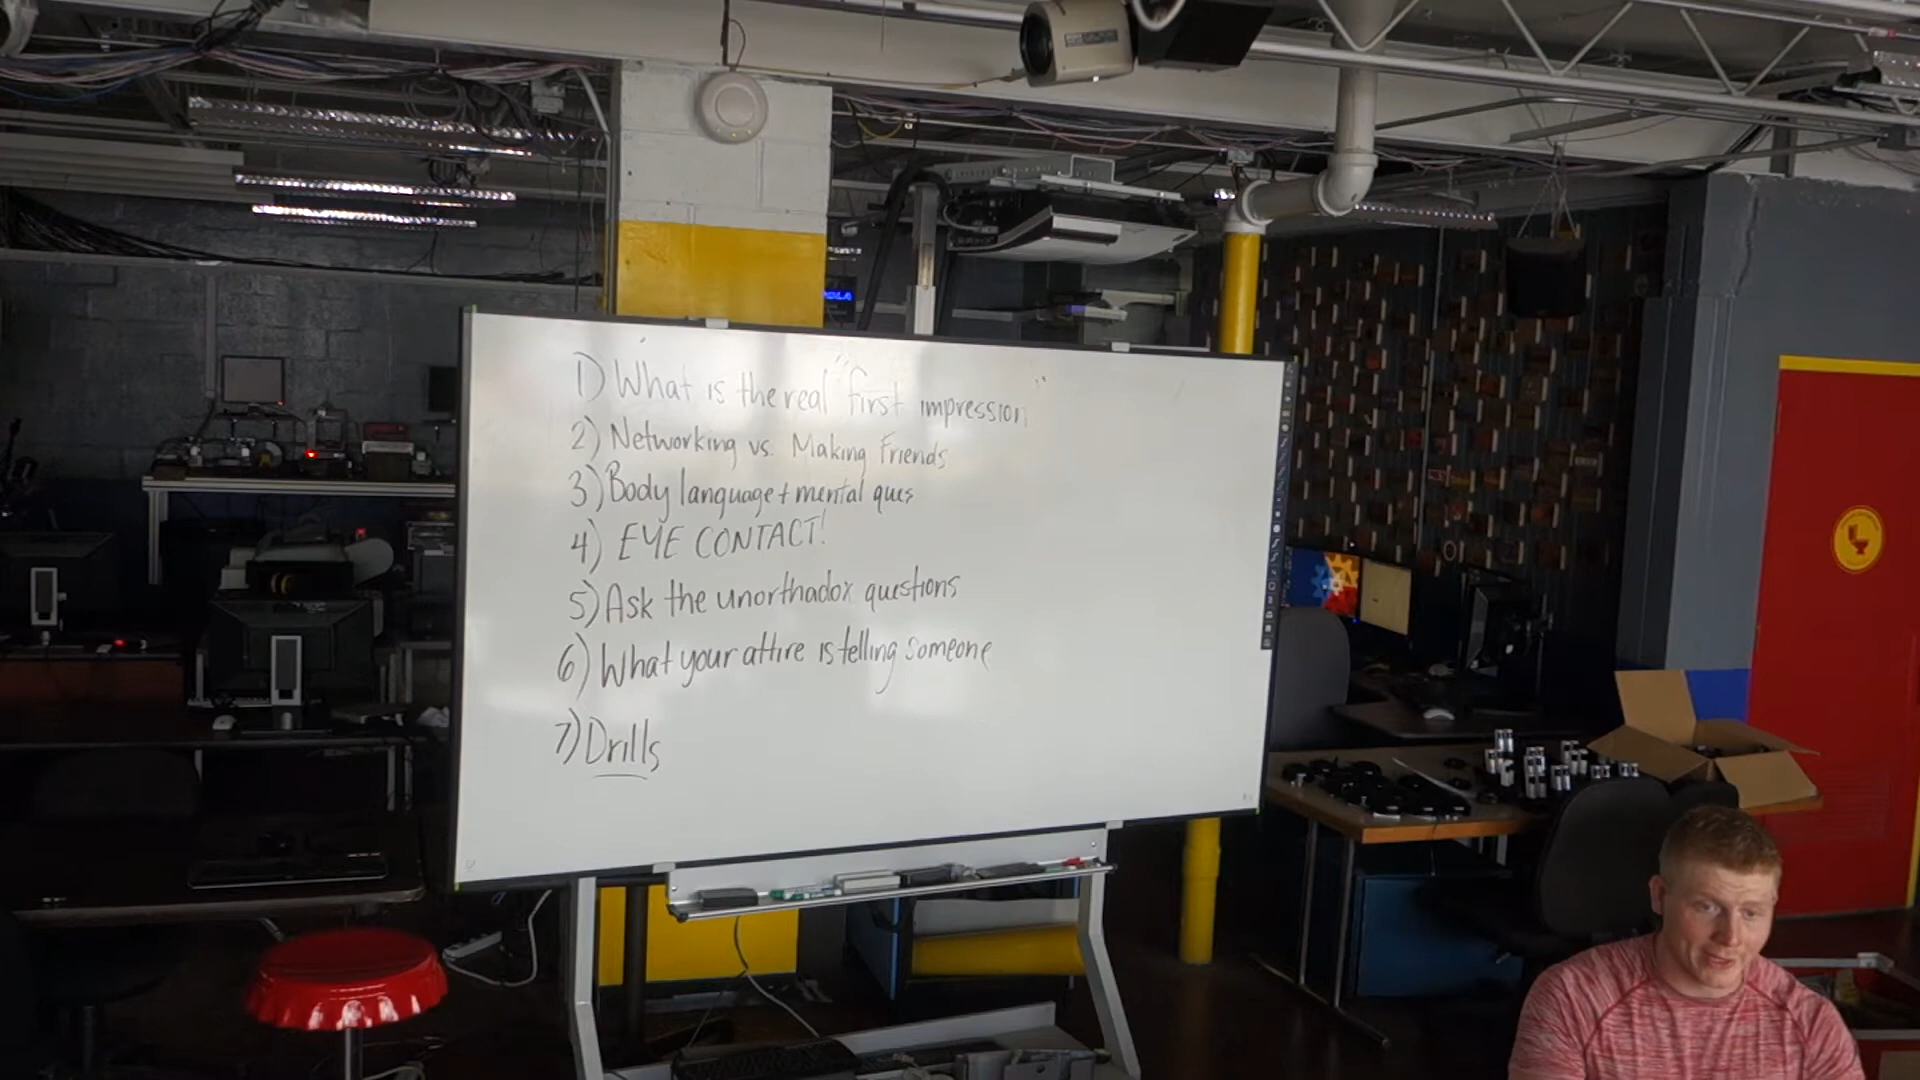 1) What is the real "first impression"
2) Networking vs. Making Friends
3) Body language + mental ques
4) EYE CONTACT!
5) Ask the unorthadox questions
6) What your attire is telling someone
7) Drills